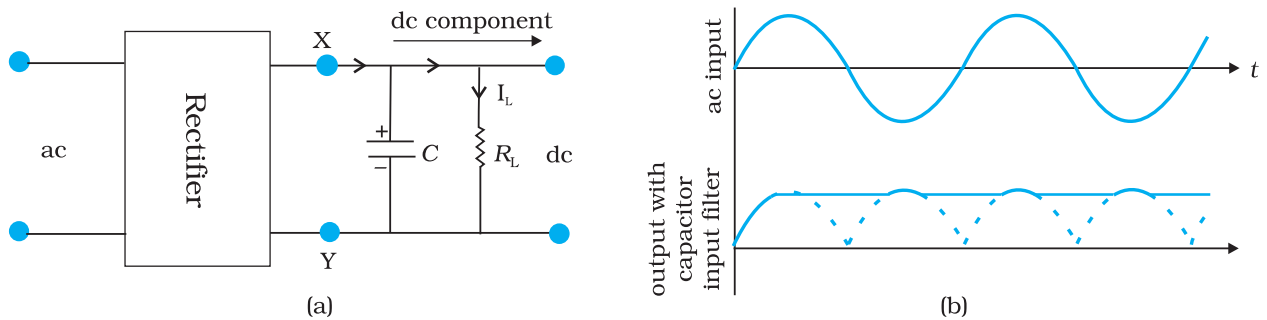 dc component
X
I_L
ac
Rectifier
+
−
C
R_L
dc
Y
(a)
ac input
t
output with
capacitor
input filter
(b)